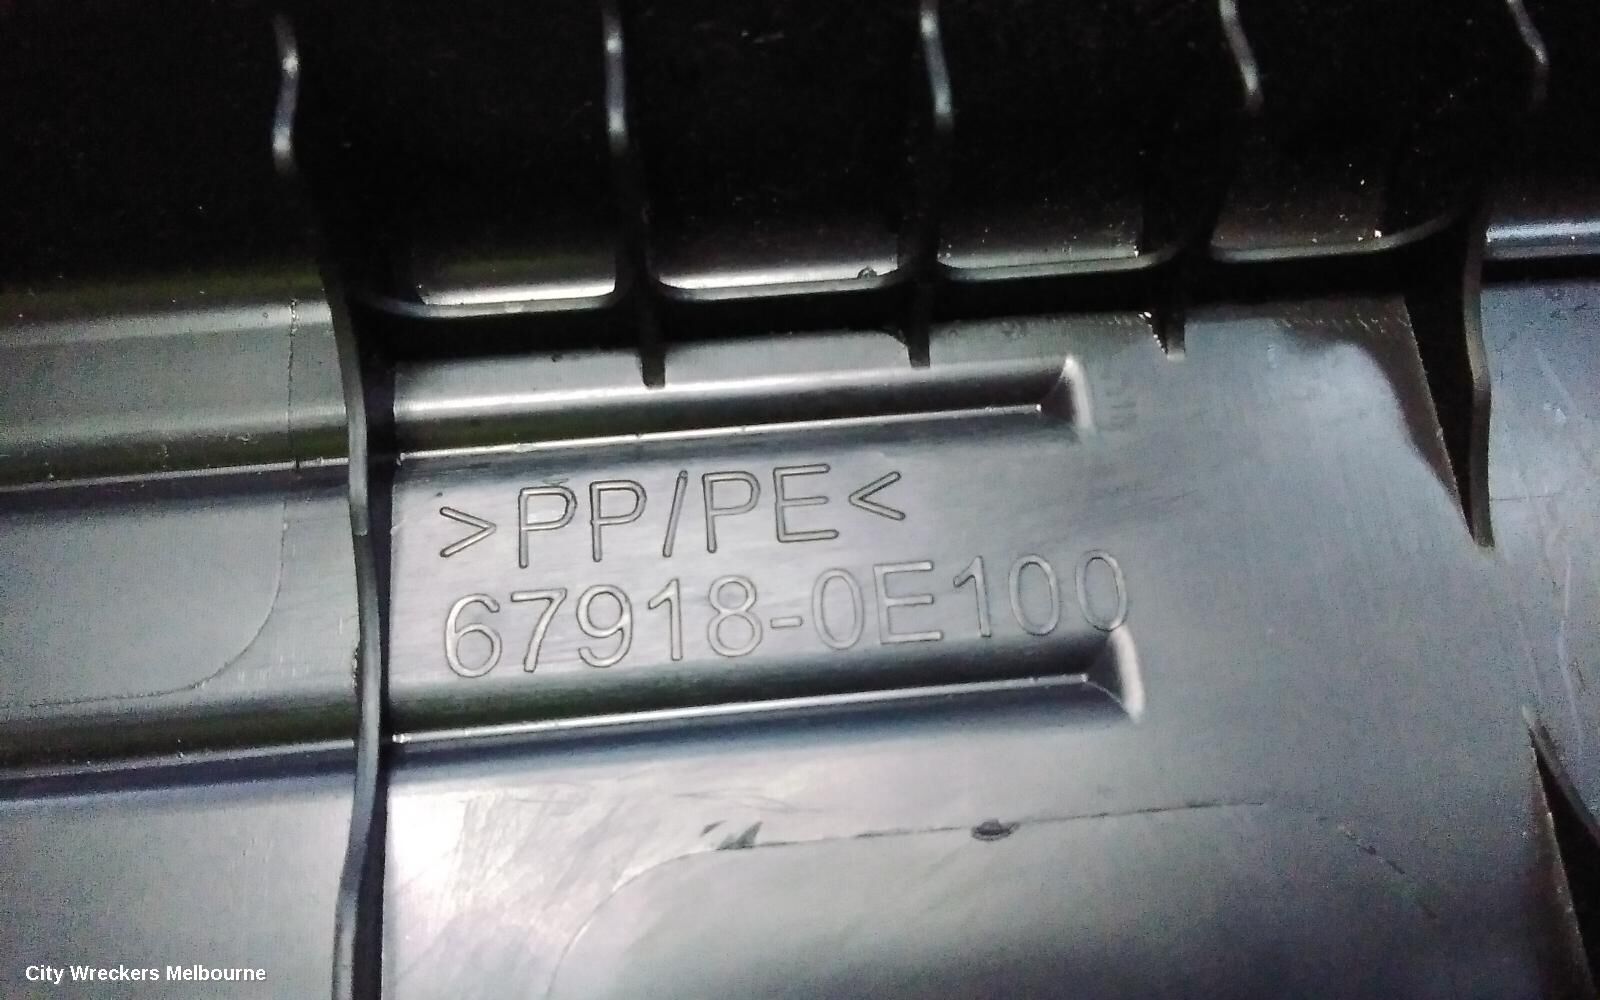 >PP/PE<
67918-0E100
City Wreckers Melbourne